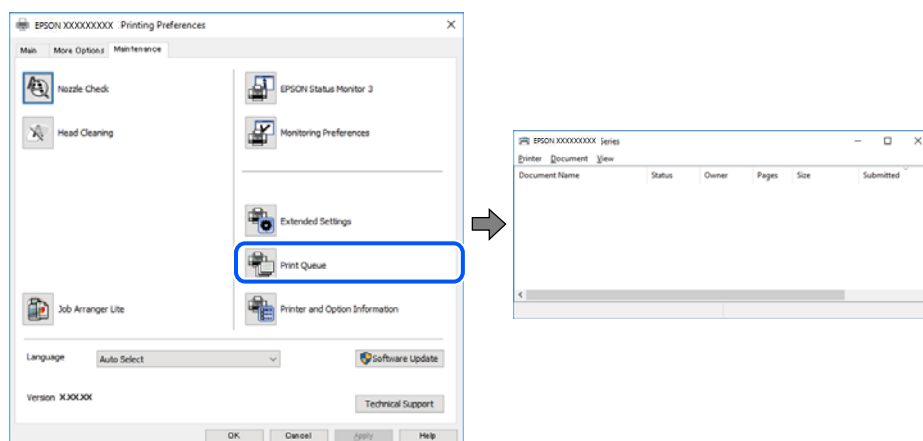 EPSON XXXXXXXXX Printing Preferences
Main More Options Maintenance
Nozzle Check
EPSON Status Monitor 3
Head Cleaning
Monitoring Preferences
Extended Settings
Print Queue
Job Arranger Lite
Printer and Option Information
Language Auto Select
Software Update
Version X.XX.XX
Technical Support
OK Cancel Apply Help
EPSON XXXXXXXXX Series
Printer Document View
Document Name Status Owner Pages Size Submitted